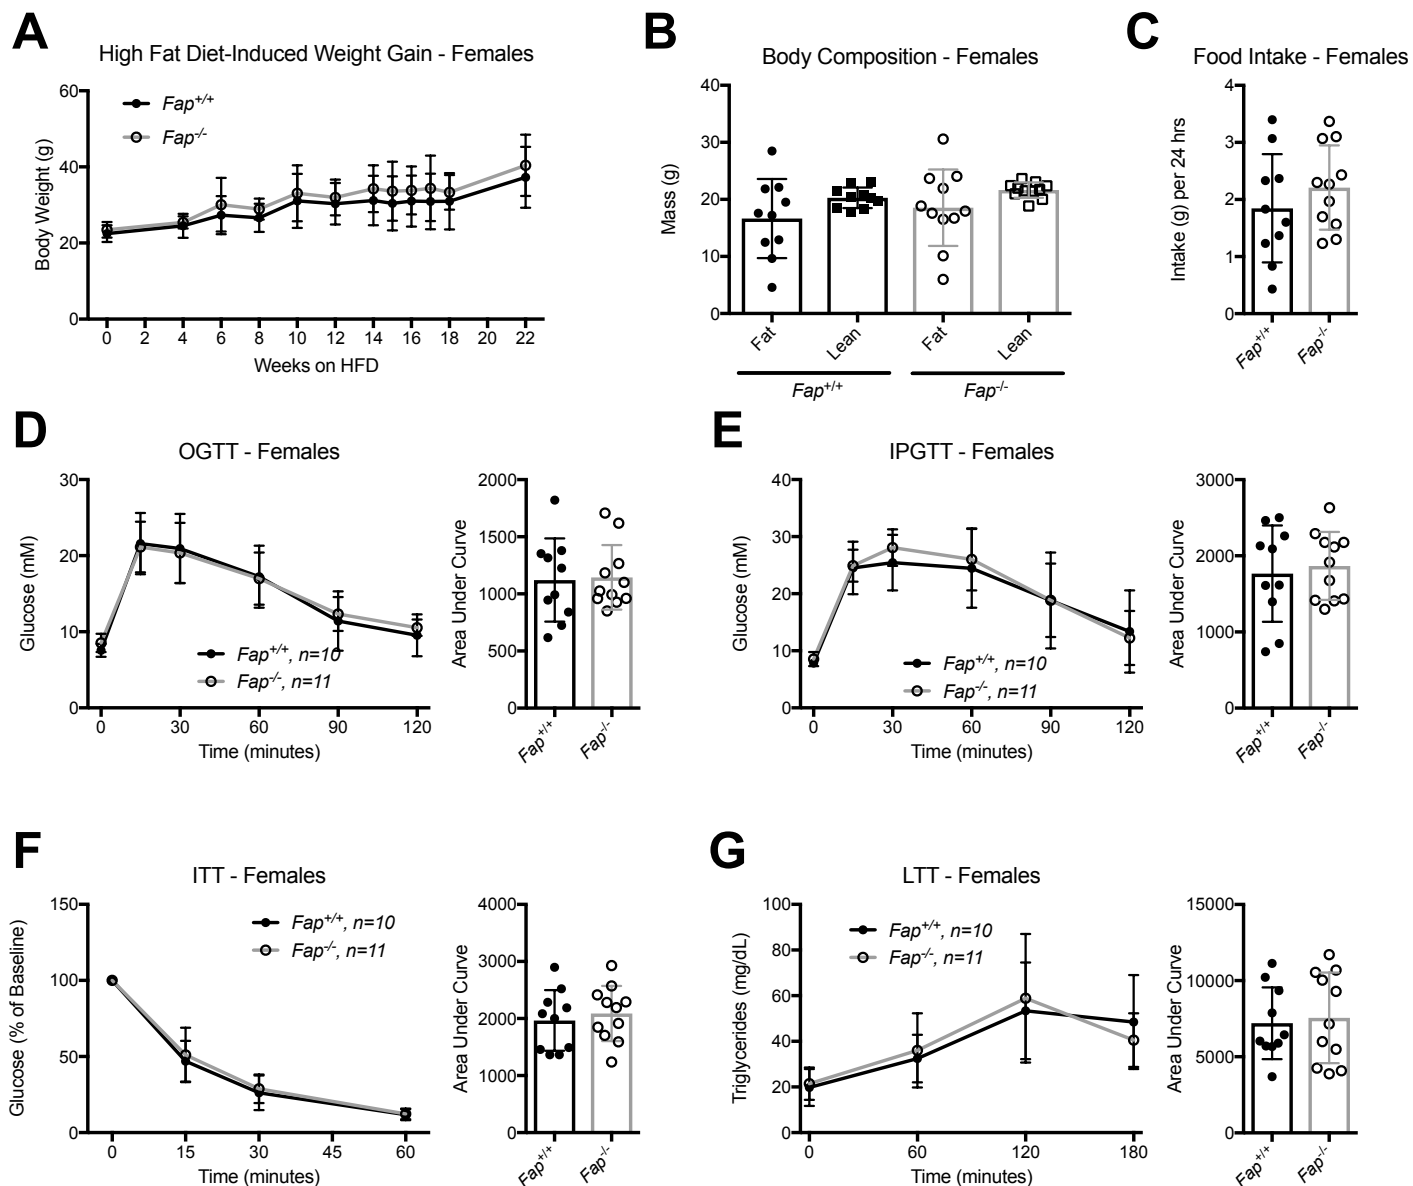 A
High Fat Diet-Induced Weight Gain - Females
Fap+/+
Fap-/-
Body Weight (g)
60
40
20
0
0 2 4 6 8 10 12 14 16 18 20 22
Weeks on HFD
B
Body Composition - Females
Mass (g)
40
30
20
10
0
Fat Lean Fat Lean
Fap+/+ Fap-/-
C
Food Intake - Females
Intake (g) per 24 hrs
4
3
2
1
0
Fap+/+ Fap-/-
D
OGTT - Females
Glucose (mM)
30
20
10
0
Fap+/+, n=10
Fap-/-, n=11
0 30 60 90 120
Time (minutes)
Area Under Curve
2000
1500
1000
500
0
Fap+/+ Fap-/-
E
IPGTT - Females
Glucose (mM)
40
30
20
10
0
Fap+/+, n=10
Fap-/-, n=11
0 30 60 90 120
Time (minutes)
Area Under Curve
3000
2000
1000
0
Fap+/+ Fap-/-
F
ITT - Females
Glucose (% of Baseline)
150
100
50
0
Fap+/+, n=10
Fap-/-, n=11
0 15 30 45 60
Time (minutes)
Area Under Curve
4000
3000
2000
1000
0
Fap+/+ Fap-/-
G
LTT - Females
Triglycerides (mg/dL)
100
80
60
40
20
0
Fap+/+, n=10
Fap-/-, n=11
0 60 120 180
Time (minutes)
Area Under Curve
15000
10000
5000
0
Fap+/+ Fap-/-